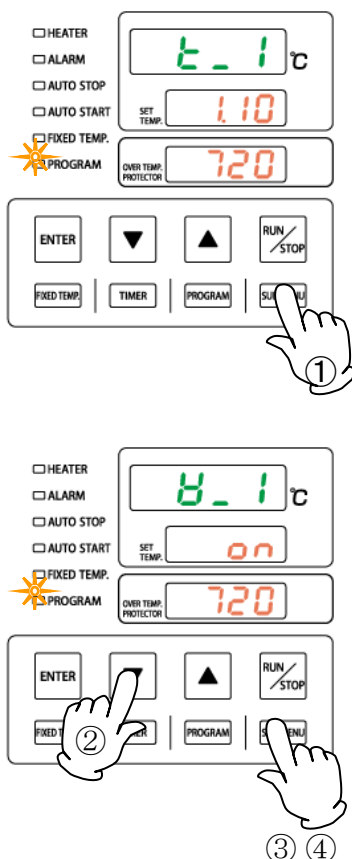 HEATER
ALARM
AUTO STOP
AUTO START
FIXED TEMP.
PROGRAM
t_1 °C
SET TEMP. 1.10
OVER TEMP. PROTECTOR 720
ENTER ▼ ▲ RUN/STOP
FIXED TEMP. TIMER PROGRAM
①
HEATER
ALARM
AUTO STOP
AUTO START
FIXED TEMP.
PROGRAM
°C
SET TEMP. on
OVER TEMP. PROTECTOR 720
ENTER ▼ ▲ RUN/STOP
FIXED PROGRAM
②
③ ④